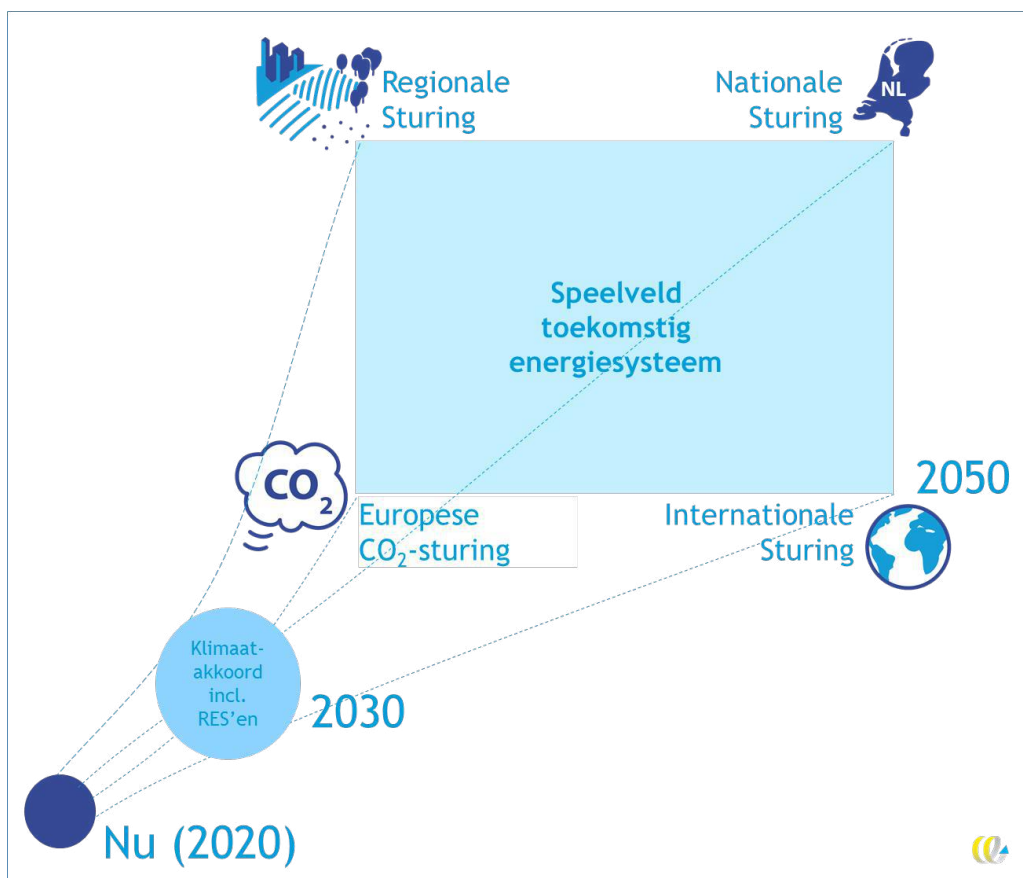 Regionale
Sturing
Nationale
Sturing
NL
Speelveld
toekomstig
energiesysteem
CO₂
2050
Europese
CO₂-sturing
Internationale
Sturing
Klimaat-
akkoord
incl.
RES'en
2030
Nu (2020)